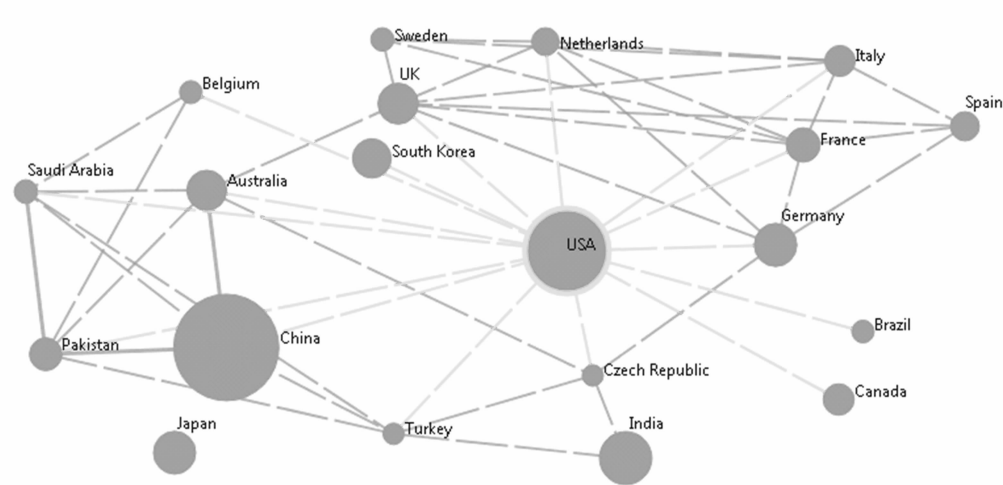 Sweden
Netherlands
Italy
UK
Belgium
Spain
South Korea
France
Saudi Arabia
Australia
Germany
USA
Brazil
China
Pakistan
Czech Republic
Canada
Japan
Turkey
India